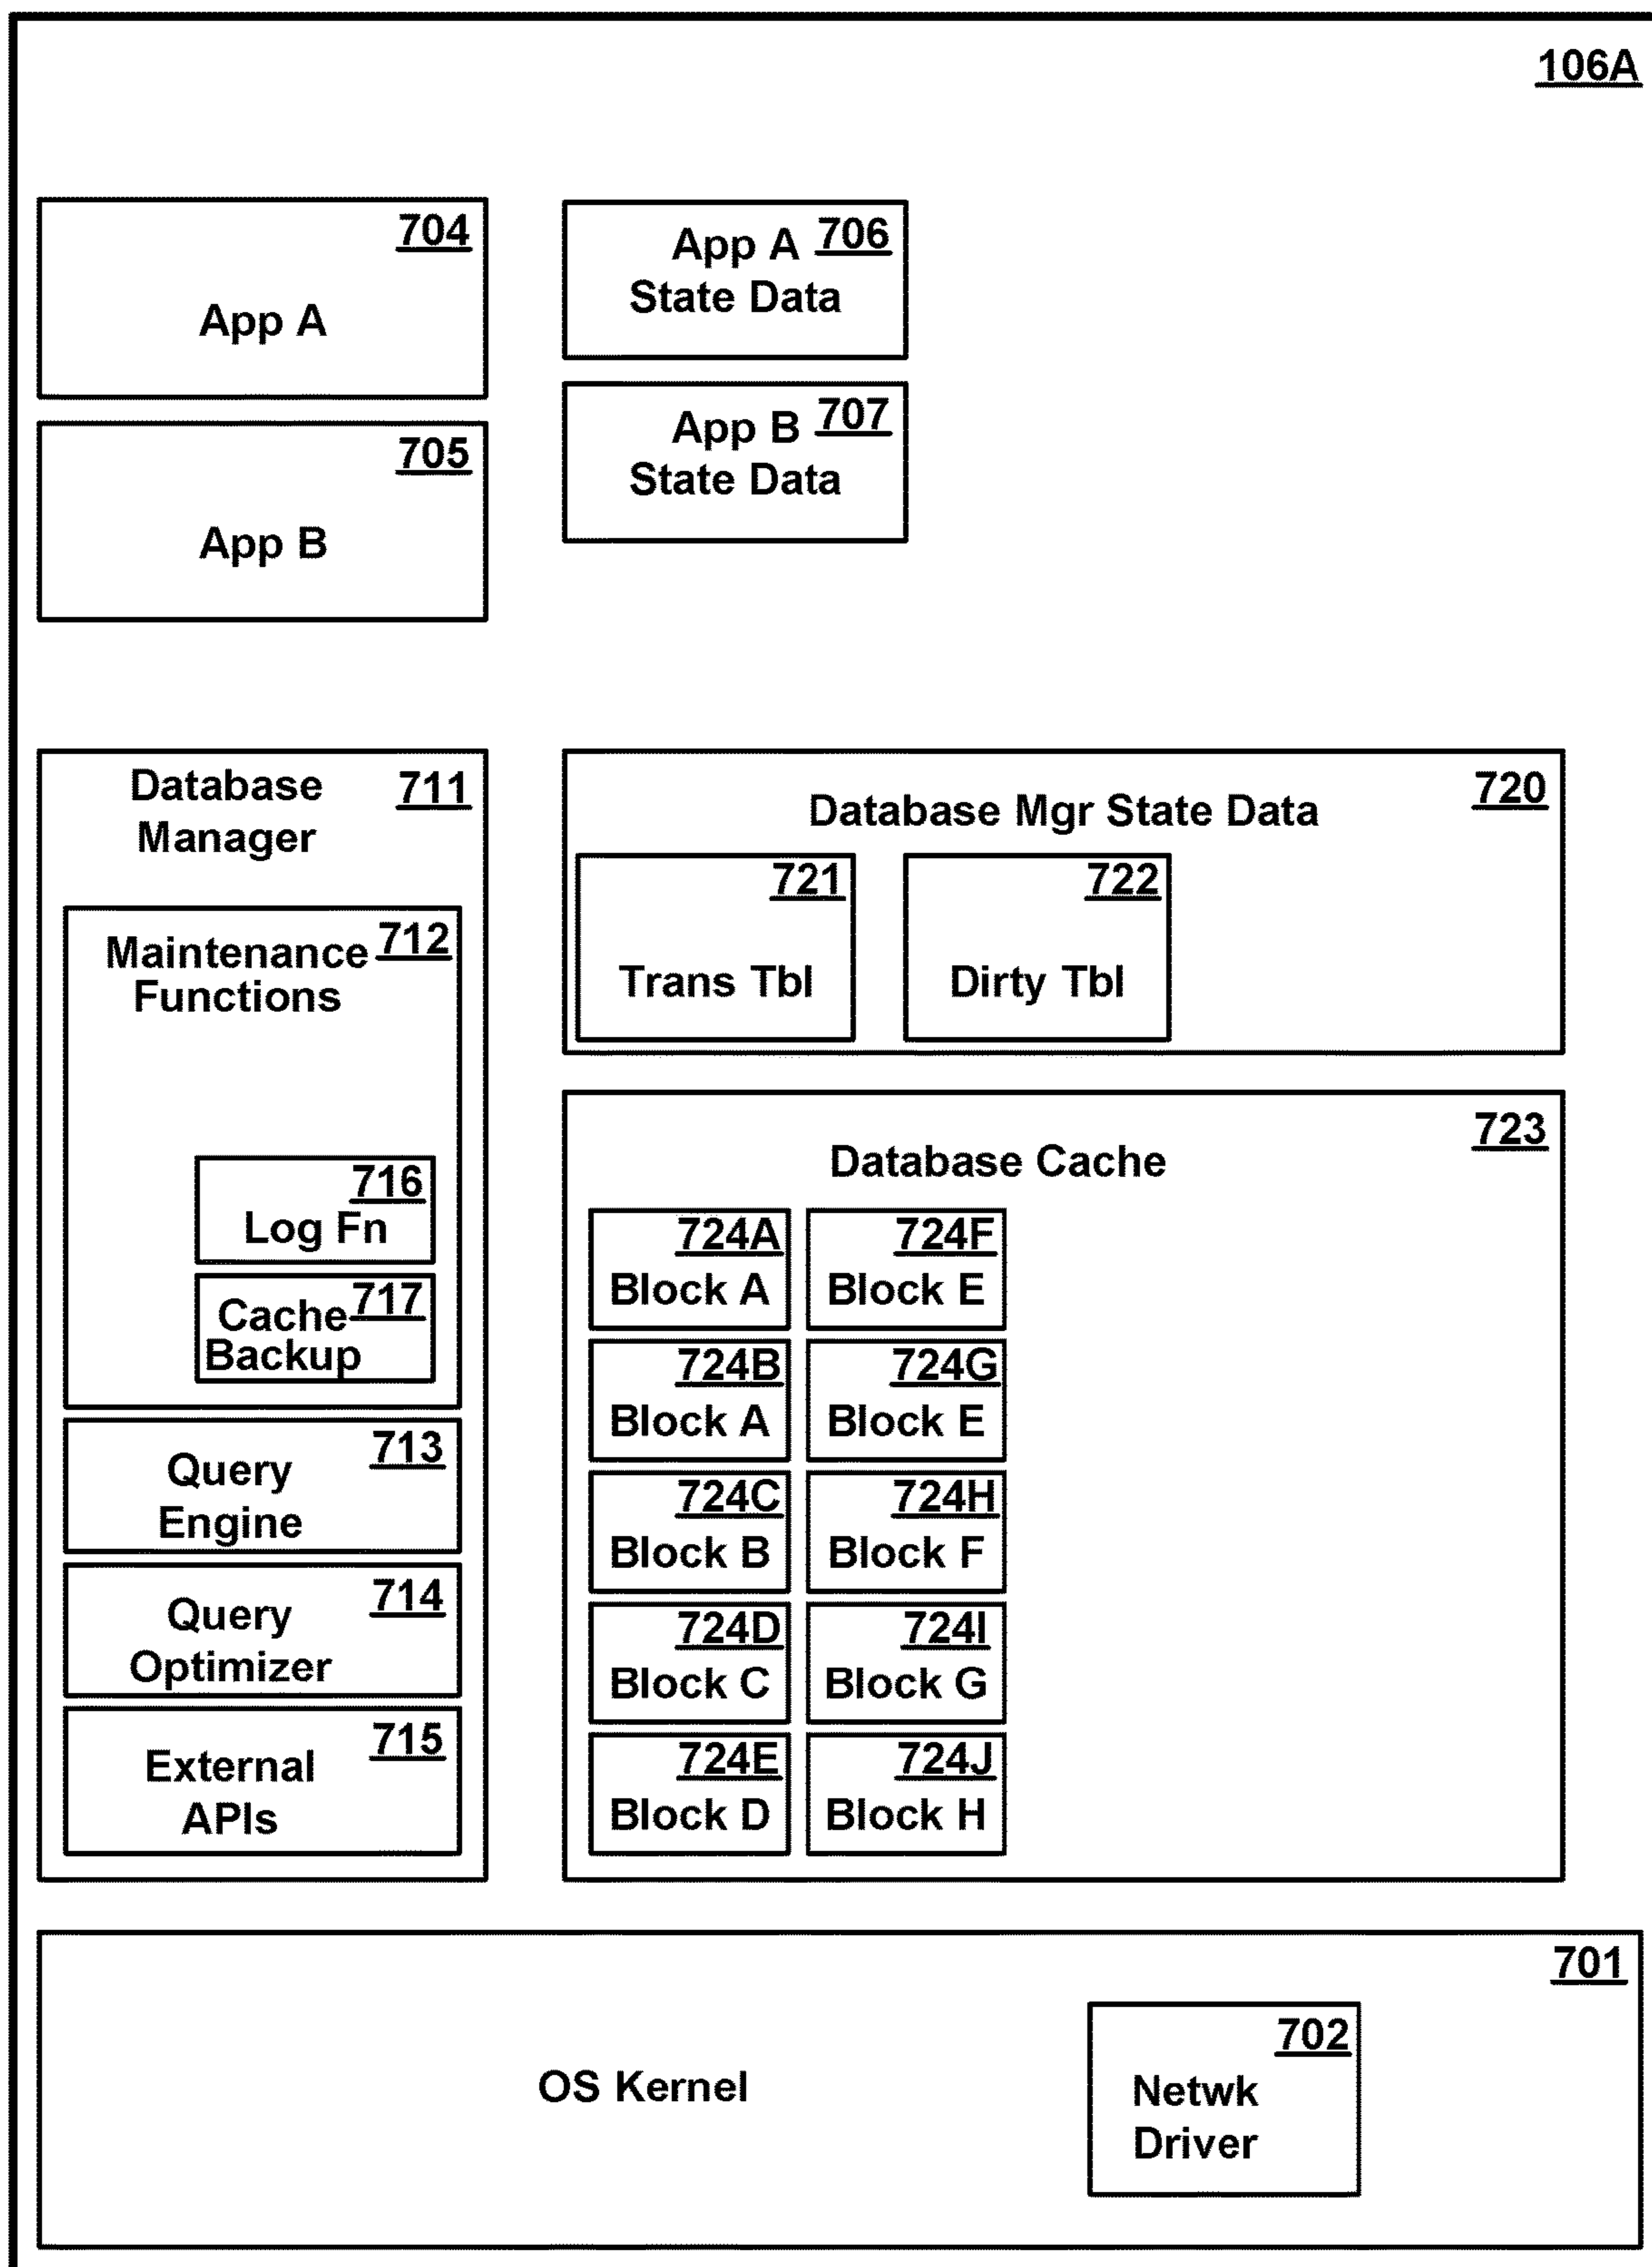 106A
704
App A
706
App A
State Data
705
App B
707
App B
State Data
Database
Manager
711
Maintenance
Functions
712
716
Log Fn
717
Cache
Backup
713
Query
Engine
714
Query
Optimizer
715
External
APIs
720
Database Mgr State Data
721
Trans Tbl
722
Dirty Tbl
723
Database Cache
724A
Block A
724F
Block E
724B
Block A
724G
Block E
724C
Block B
724H
Block F
724D
Block C
724I
Block G
724E
Block D
724J
Block H
701
OS Kernel
702
Netwk
Driver